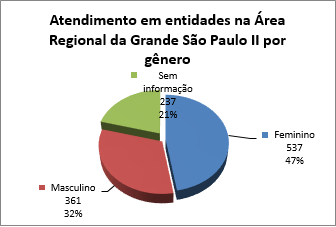 Atendimento em entidades na Área
Regional da Grande São Paulo II por
gênero
Sem
informação
237
21%
Feminino
537
47%
Masculino
361
32%